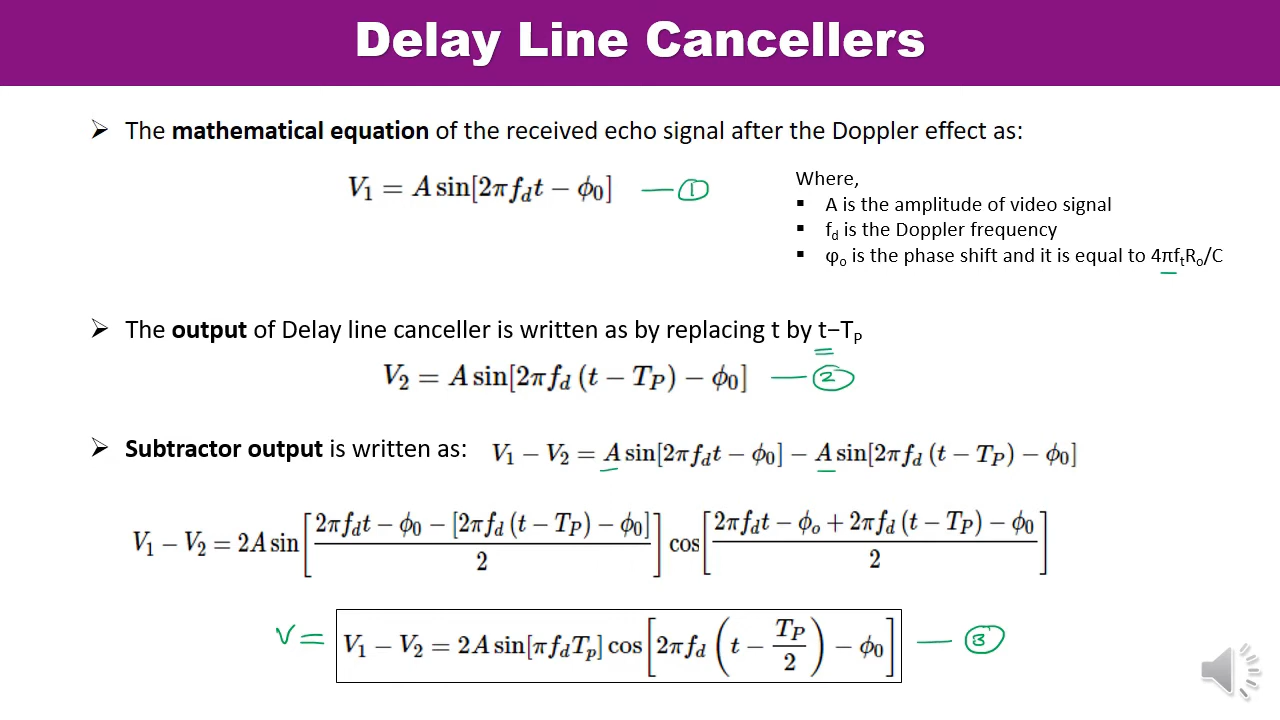 Delay Line Cancellers
➢ The mathematical equation of the received echo signal after the Doppler effect as:
V₁ = A sin[2πf_d t − ϕ₀] — ①
Where,
▪ A is the amplitude of video signal
▪ f_d is the Doppler frequency
▪ φₒ is the phase shift and it is equal to 4πfₜRₒ/C
➢ The output of Delay line canceller is written as by replacing t by t−T_P
V₂ = A sin[2πf_d (t − T_P) − ϕ₀] — ②
➢ Subtractor output is written as: V₁ − V₂ = A sin[2πf_d t − ϕ₀] − A sin[2πf_d (t − T_P) − ϕ₀]
V₁ − V₂ = 2A sin[(2πf_d t − ϕ₀ − [2πf_d (t − T_P) − ϕ₀])/2] cos[(2πf_d t − ϕₒ + 2πf_d (t − T_P) − ϕ₀)/2]
V = V₁ − V₂ = 2A sin[πf_d T_p] cos[2πf_d (t − T_P/2) − ϕ₀] — ③